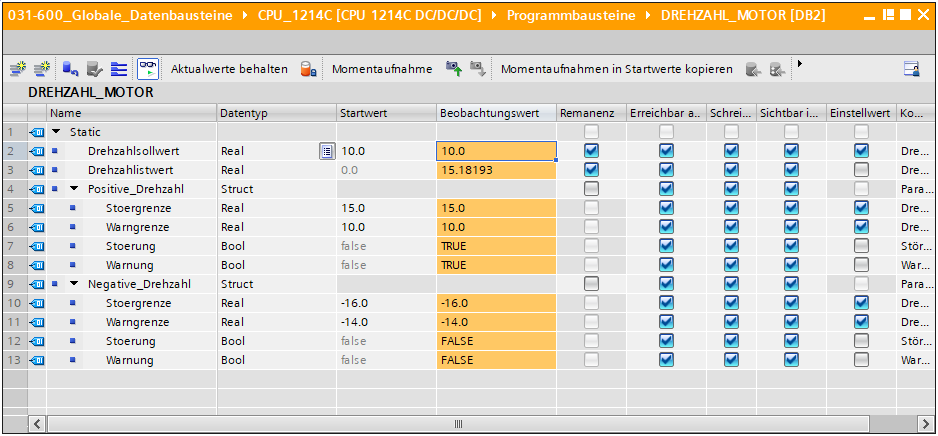 031-600_Globale_Datenbausteine CPU_1214C [CPU 1214C DC/DC/DC] Programmbausteine DREHZAHL_MOTOR [DB2]
Aktualwerte behalten Momentaufnahme Momentaufnahmen in Startwerte kopieren
DREHZAHL_MOTOR
Name Datentyp Startwert Beobachtungswert Remanenz Erreichbar a... Schrei... Sichtbar i... Einstellwert Ko...
1 Static
2 Drehzahlsollwert Real 10.0 10.0 Dre...
3 DrehzahlIstwert Real 0.0 15.18193 Dre...
4 Positive_Drehzahl Struct Para...
5 Stoergrenze Real 15.0 15.0 Dre...
6 Warngrenze Real 10.0 10.0 Dre...
7 Stoerung Bool false TRUE Stör...
8 Warnung Bool false TRUE War...
9 Negative_Drehzahl Struct Para...
10 Stoergrenze Real -16.0 -16.0 Dre...
11 Warngrenze Real -14.0 -14.0 Dre...
12 Stoerung Bool false FALSE Stör...
13 Warnung Bool false FALSE War...